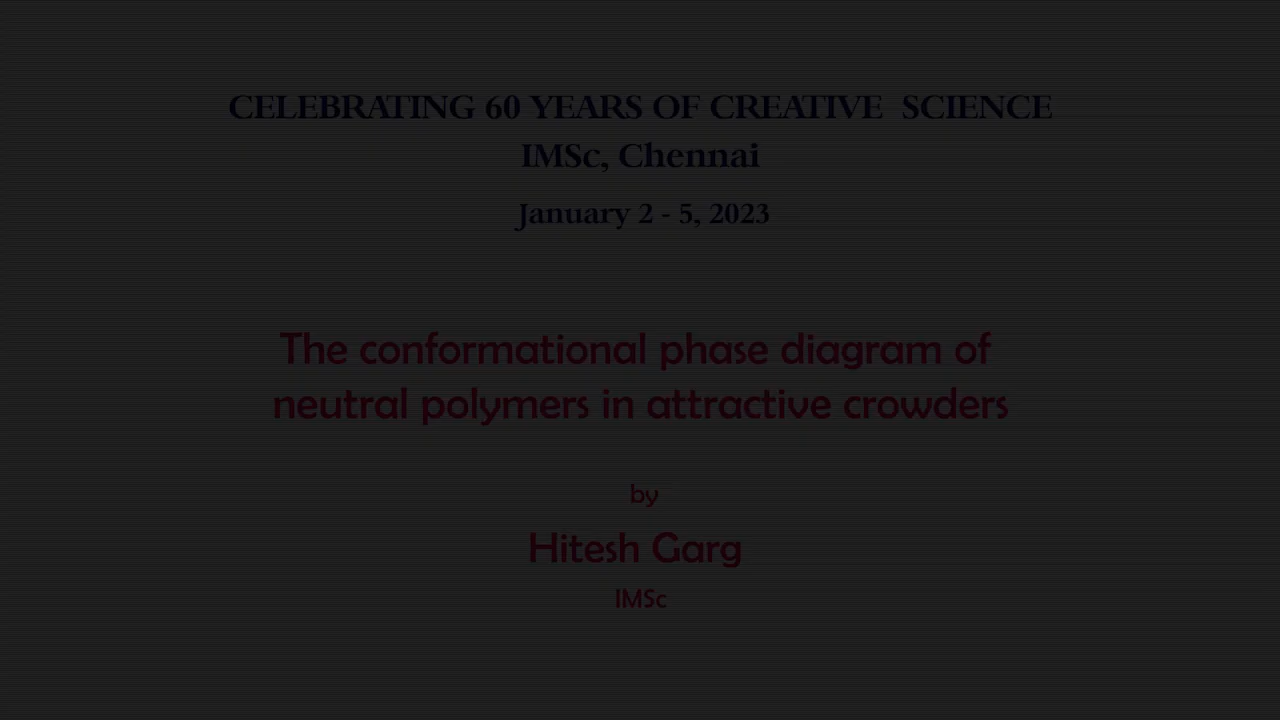 CELEBRATING 60 YEARS OF CREATIVE SCIENCE
IMSc, Chennai
January 2 - 5, 2023
The conformational phase diagram of
neutral polymers in attractive crowders
by
Hitesh Garg
IMSc